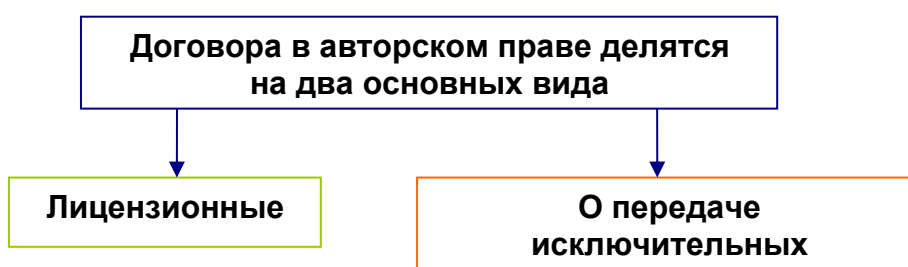 Договора в авторском праве делятся
на два основных вида
Лицензионные
О передаче
исключительных